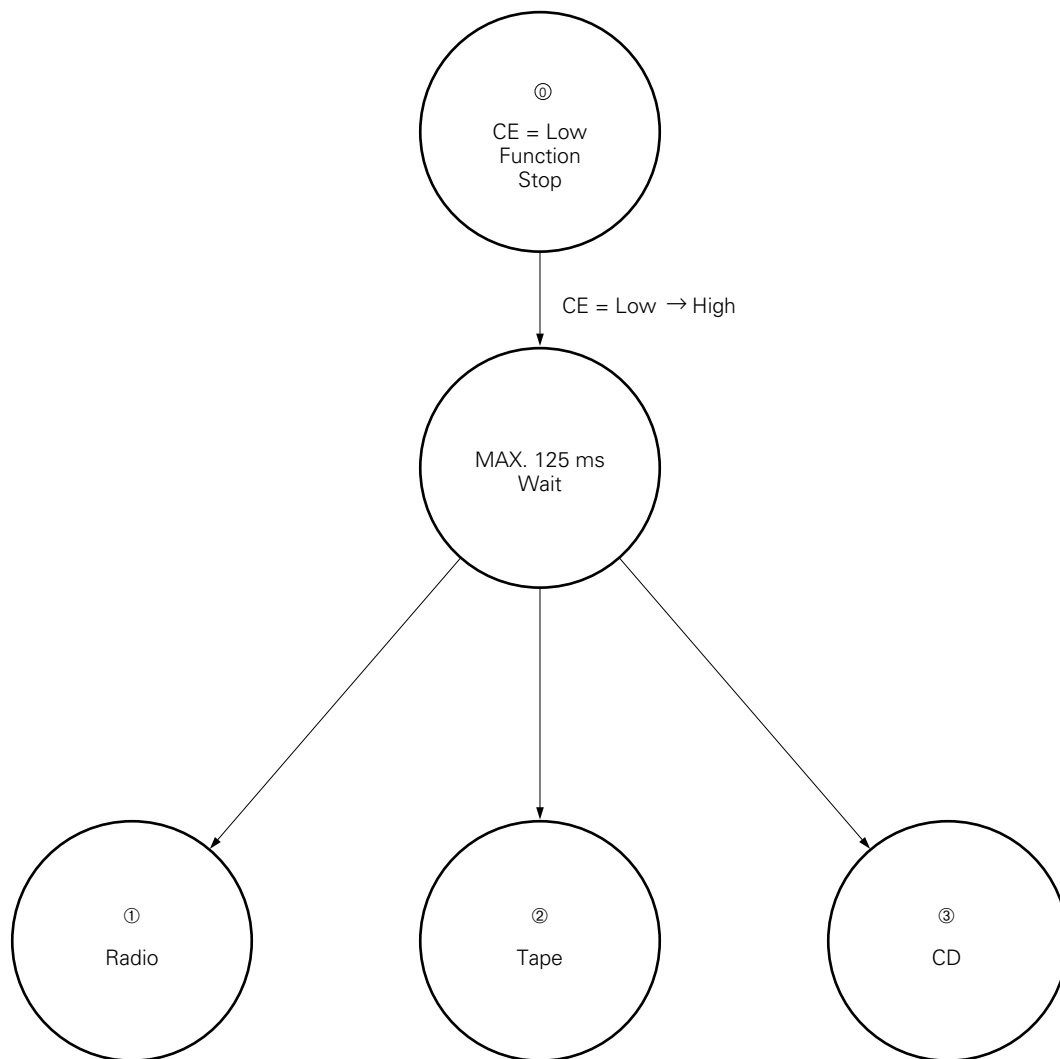 ⓪
CE = Low
Function
Stop
CE = Low → High
MAX. 125 ms
Wait
①
Radio
②
Tape
③
CD